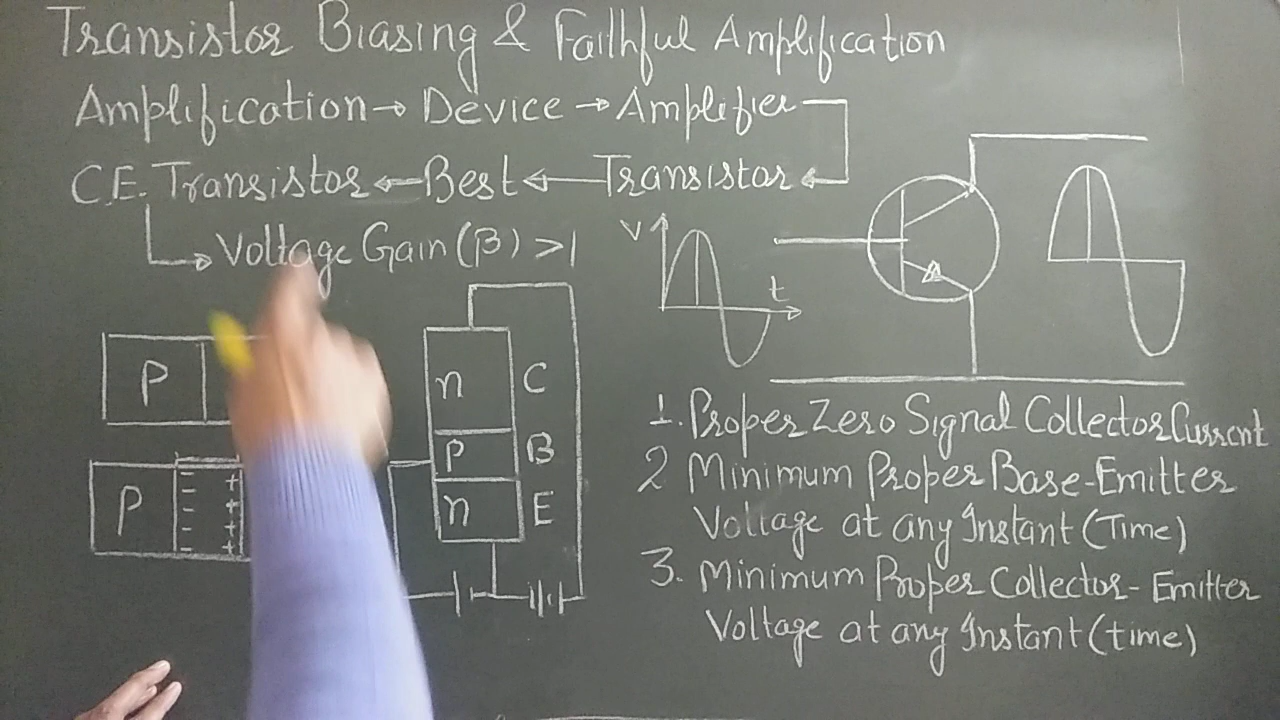 Transistor Biasing & Faithful Amplification
Amplification → Device → Amplifier
C.E. Transistor ← Best ← Transistor
Voltage Gain (β) > 1
V
t
P
n C
P B
n E
P
- +
- +
- +
- +
- +
1. Proper Zero Signal Collector Current
2 Minimum Proper Base-Emitter
Voltage at any Instant (Time)
3. Minimum Proper Collector-Emitter
Voltage at any Instant (time)